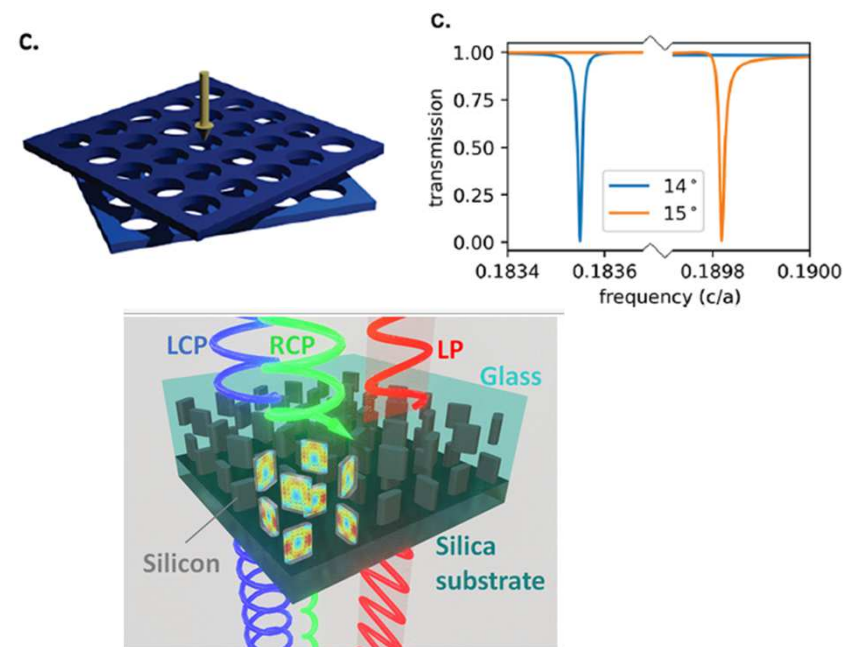 c.
c.
transmission
1.00
0.75
0.50
0.25
0.00
14°
15°
0.1834
0.1836
0.1898
0.1900
frequency (c/a)
LCP
RCP
LP
Glass
Silicon
Silica
substrate